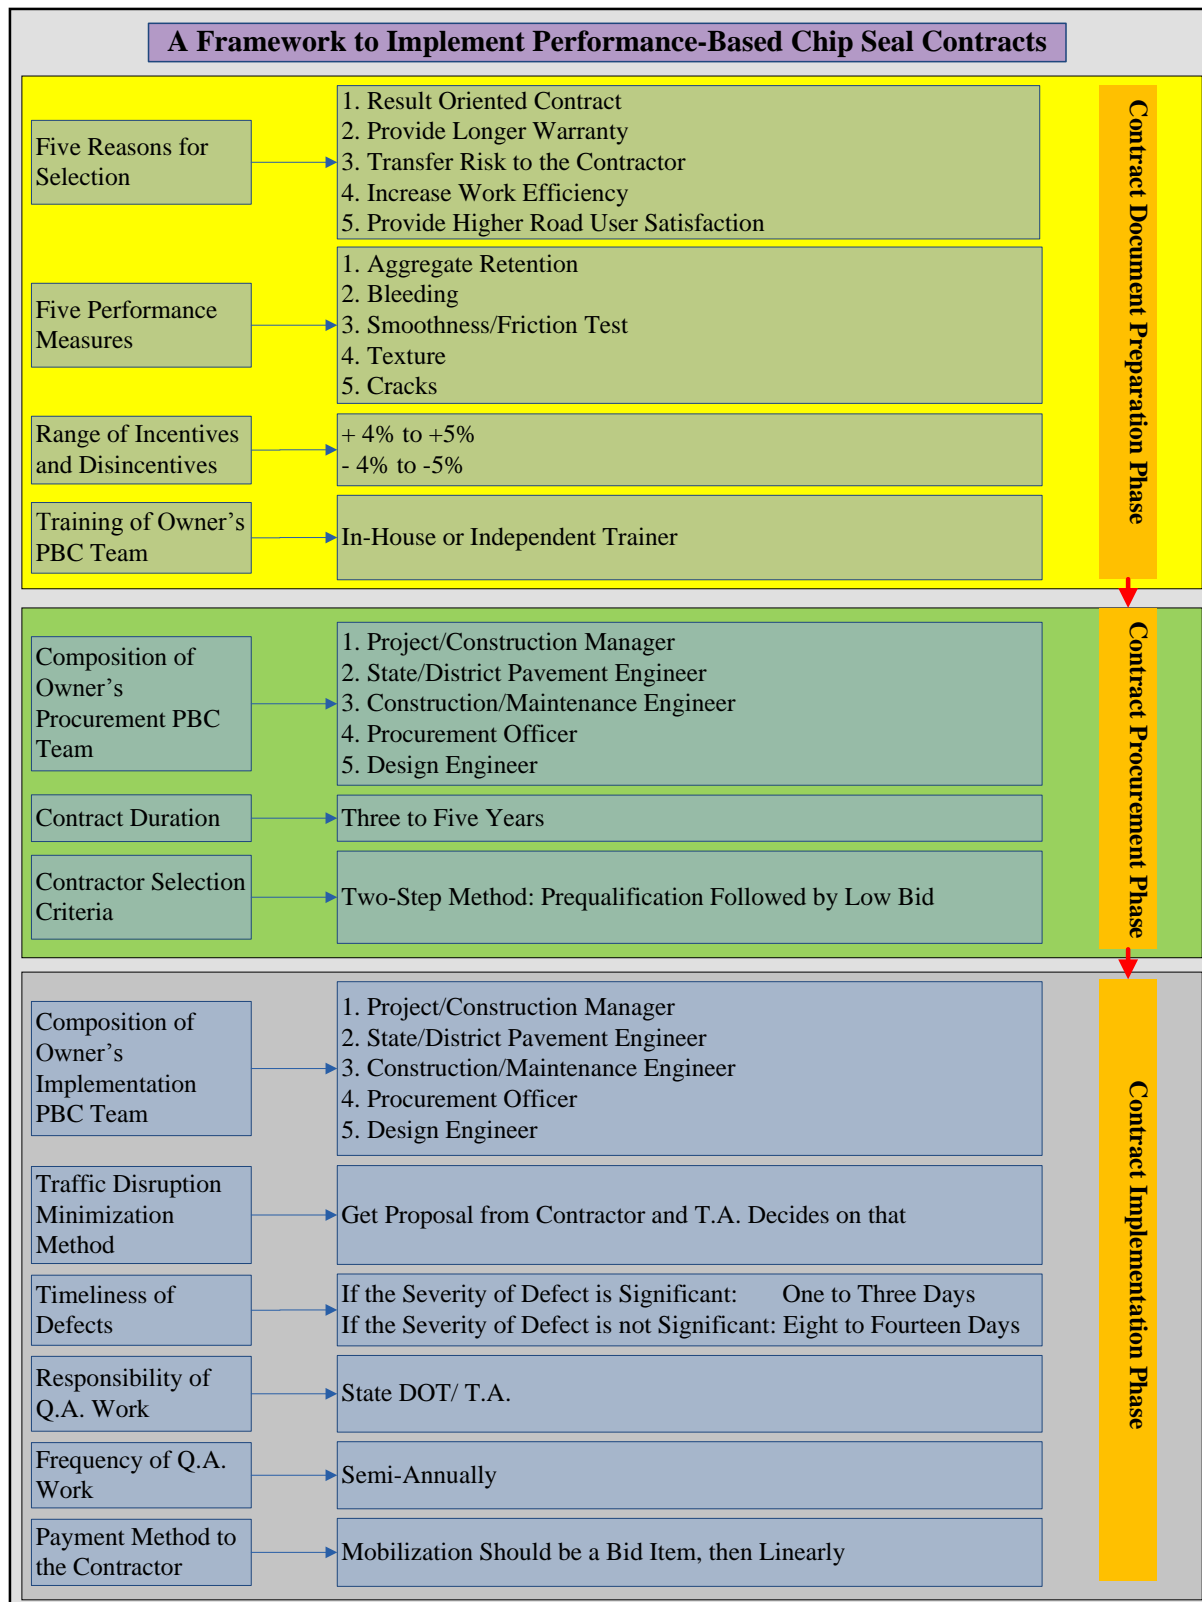 A Framework to Implement Performance-Based Chip Seal Contracts
Contract Document Preparation Phase
Five Reasons for
Selection
1. Result Oriented Contract
2. Provide Longer Warranty
3. Transfer Risk to the Contractor
4. Increase Work Efficiency
5. Provide Higher Road User Satisfaction
Five Performance
Measures
1. Aggregate Retention
2. Bleeding
3. Smoothness/Friction Test
4. Texture
5. Cracks
Range of Incentives
and Disincentives
+ 4% to +5%
- 4% to -5%
Training of Owner’s
PBC Team
In-House or Independent Trainer
Contract Procurement Phase
Composition of
Owner’s
Procurement PBC
Team
1. Project/Construction Manager
2. State/District Pavement Engineer
3. Construction/Maintenance Engineer
4. Procurement Officer
5. Design Engineer
Contract Duration
Three to Five Years
Contractor Selection
Criteria
Two-Step Method: Prequalification Followed by Low Bid
Contract Implementation Phase
Composition of
Owner’s
Implementation
PBC Team
1. Project/Construction Manager
2. State/District Pavement Engineer
3. Construction/Maintenance Engineer
4. Procurement Officer
5. Design Engineer
Traffic Disruption
Minimization
Method
Get Proposal from Contractor and T.A. Decides on that
Timeliness of
Defects
If the Severity of Defect is Significant: One to Three Days
If the Severity of Defect is not Significant: Eight to Fourteen Days
Responsibility of
Q.A. Work
State DOT/ T.A.
Frequency of Q.A.
Work
Semi-Annually
Payment Method to
the Contractor
Mobilization Should be a Bid Item, then Linearly